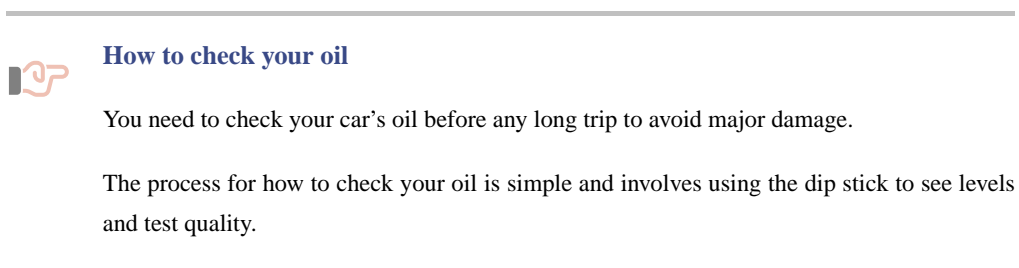 How to check your oil
You need to check your car’s oil before any long trip to avoid major damage.
The process for how to check your oil is simple and involves using the dip stick to see levels
and test quality.